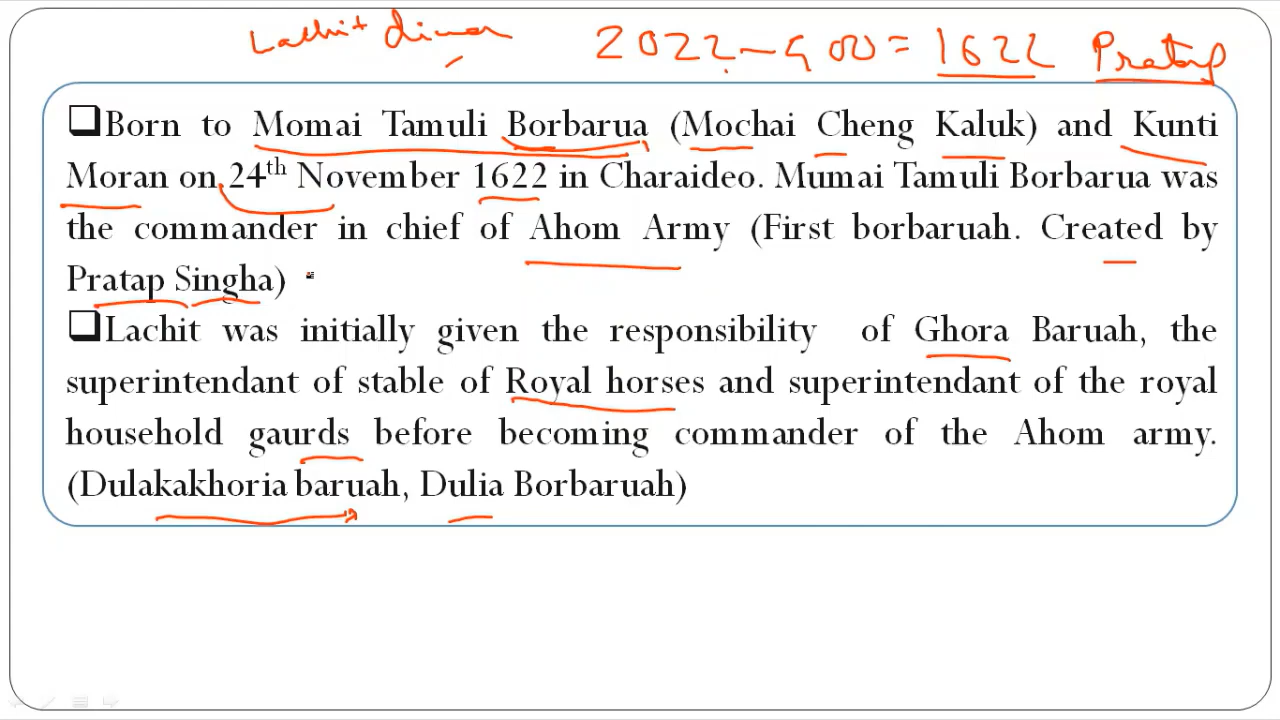 Lachit divas 2022 - 400 = 1622 Pratap
Born to Momai Tamuli Borbarua (Mochai Cheng Kaluk) and Kunti
Moran on 24th November 1622 in Charaideo. Mumai Tamuli Borbarua was
the commander in chief of Ahom Army (First borbaruah. Created by
Pratap Singha)
Lachit was initially given the responsibility of Ghora Baruah, the
superintendant of stable of Royal horses and superintendant of the royal
household gaurds before becoming commander of the Ahom army.
(Dulakakhoria baruah, Dulia Borbaruah)